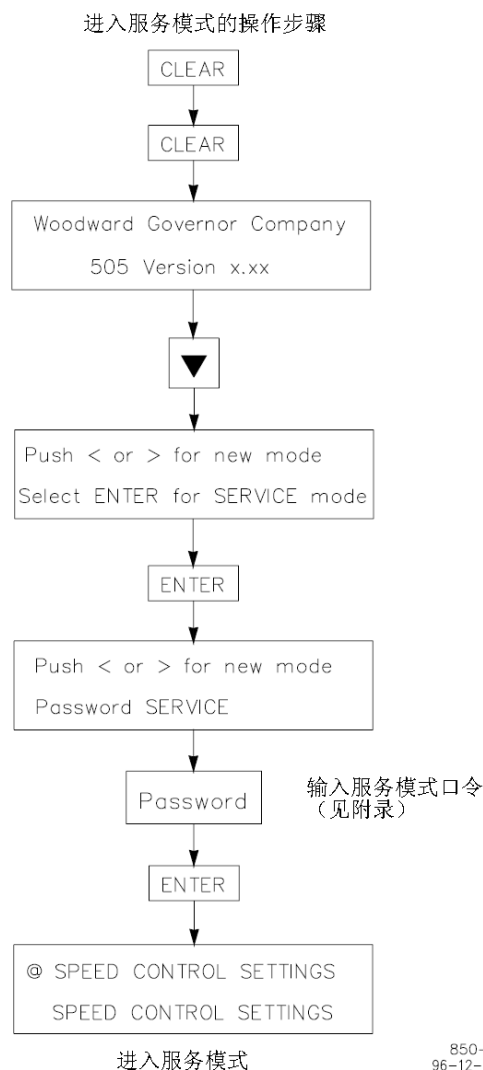 进入服务模式的操作步骤
CLEAR
CLEAR
Woodward Governor Company
505 Version x.xx
▼
Push < or > for new mode
Select ENTER for SERVICE mode
ENTER
Push < or > for new mode
Password SERVICE
Password
输入服务模式口令
（见附录）
ENTER
@ SPEED CONTROL SETTINGS
SPEED CONTROL SETTINGS
进入服务模式
850-
96-12-